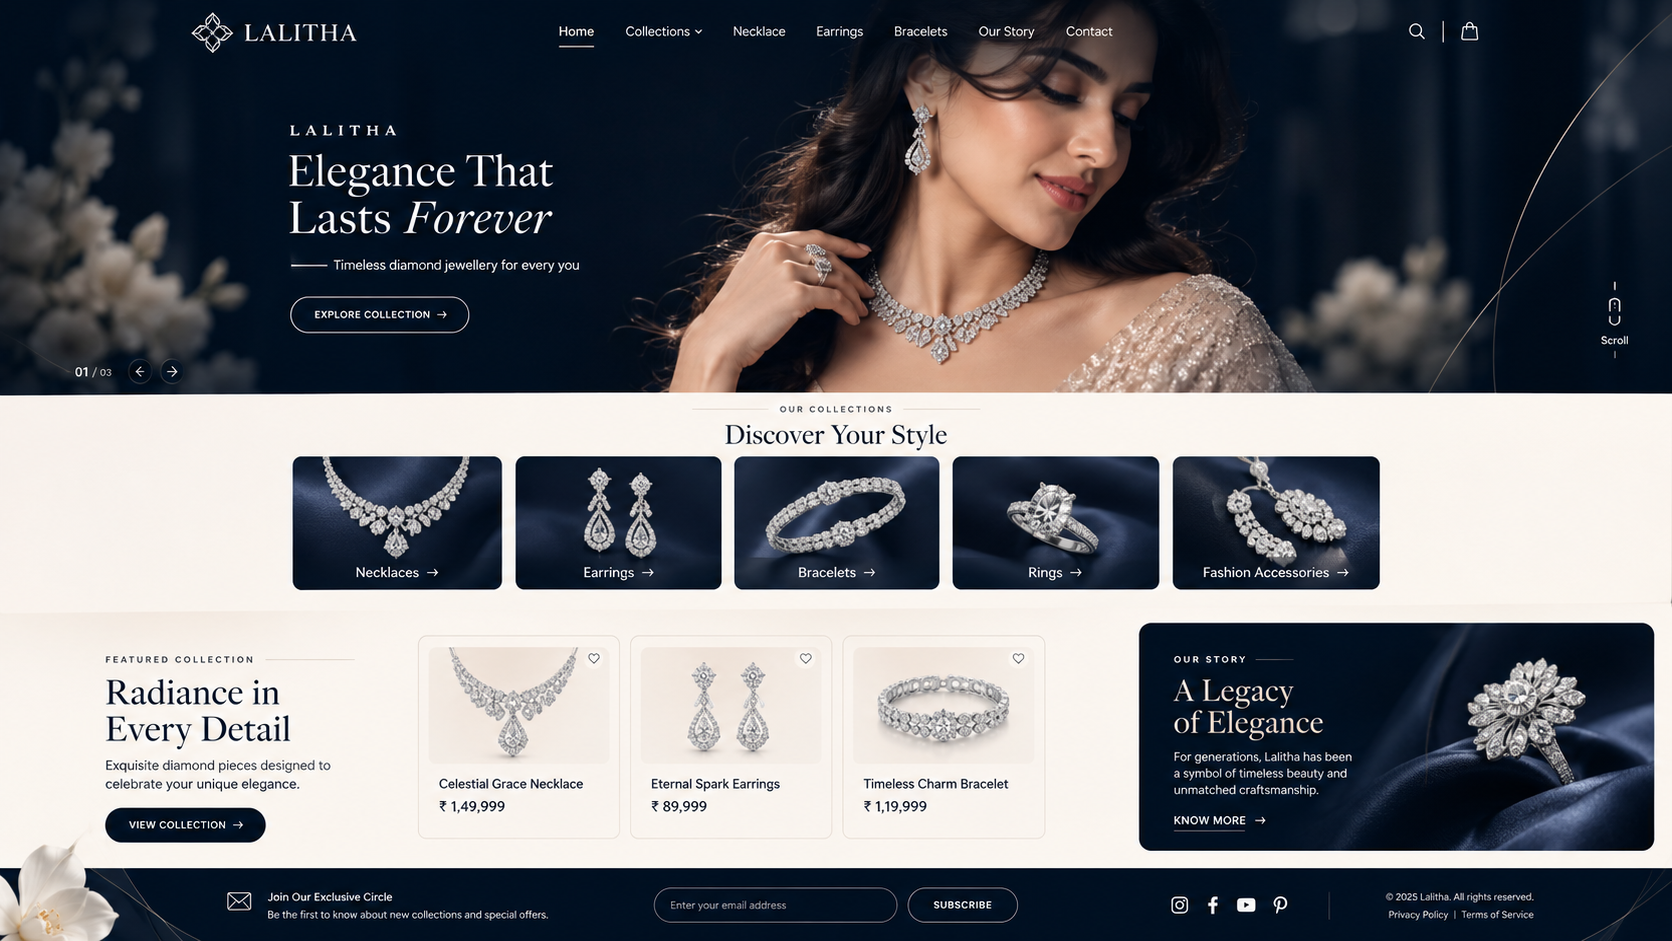 LALITHA
Home
Collections
Necklace
Earrings
Bracelets
Our Story
Contact
LALITHA
Elegance That
Lasts Forever
Timeless diamond jewellery for every you
EXPLORE COLLECTION →
01 / 03
Scroll
OUR COLLECTIONS
Discover Your Style
Necklaces →
Earrings →
Bracelets →
Rings →
Fashion Accessories →
FEATURED COLLECTION
Radiance in
Every Detail
Exquisite diamond pieces designed to
celebrate your unique elegance.
VIEW COLLECTION →
Celestial Grace Necklace
₹ 1,49,999
Eternal Spark Earrings
₹ 89,999
Timeless Charm Bracelet
₹ 1,19,999
OUR STORY
A Legacy
of Elegance
For generations, Lalitha has been
a symbol of timeless beauty and
unmatched craftsmanship.
KNOW MORE →
Join Our Exclusive Circle
Be the first to know about new collections and special offers.
Enter your email address
SUBSCRIBE
© 2025 Lalitha. All rights reserved.
Privacy Policy | Terms of Service